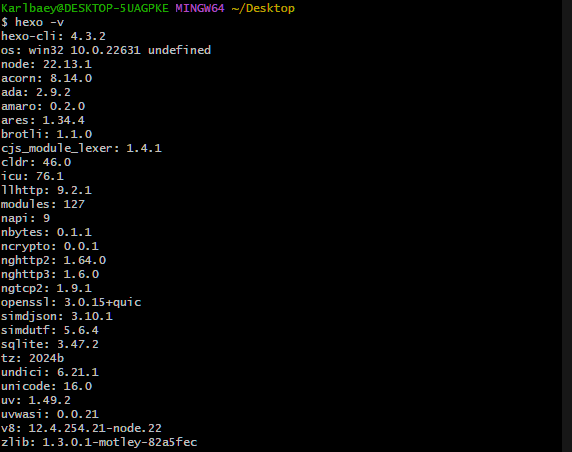 Karlbaey@DESKTOP-5UAGPKE MINGW64 ~/Desktop
$ hexo -v
hexo-cli: 4.3.2
os: win32 10.0.22631 undefined
node: 22.13.1
acorn: 8.14.0
ada: 2.9.2
amaro: 0.2.0
ares: 1.34.4
brotli: 1.1.0
cjs_module_lexer: 1.4.1
cldr: 46.0
icu: 76.1
llhttp: 9.2.1
modules: 127
napi: 9
nbytes: 0.1.1
ncrypto: 0.0.1
nghttp2: 1.64.0
nghttp3: 1.6.0
ngtcp2: 1.9.1
openssl: 3.0.15+quic
simdjson: 3.10.1
simdutf: 5.6.4
sqlite: 3.47.2
tz: 2024b
undici: 6.21.1
unicode: 16.0
uv: 1.49.2
uvwasi: 0.0.21
v8: 12.4.254.21-node.22
zlib: 1.3.0.1-motley-82a5fec